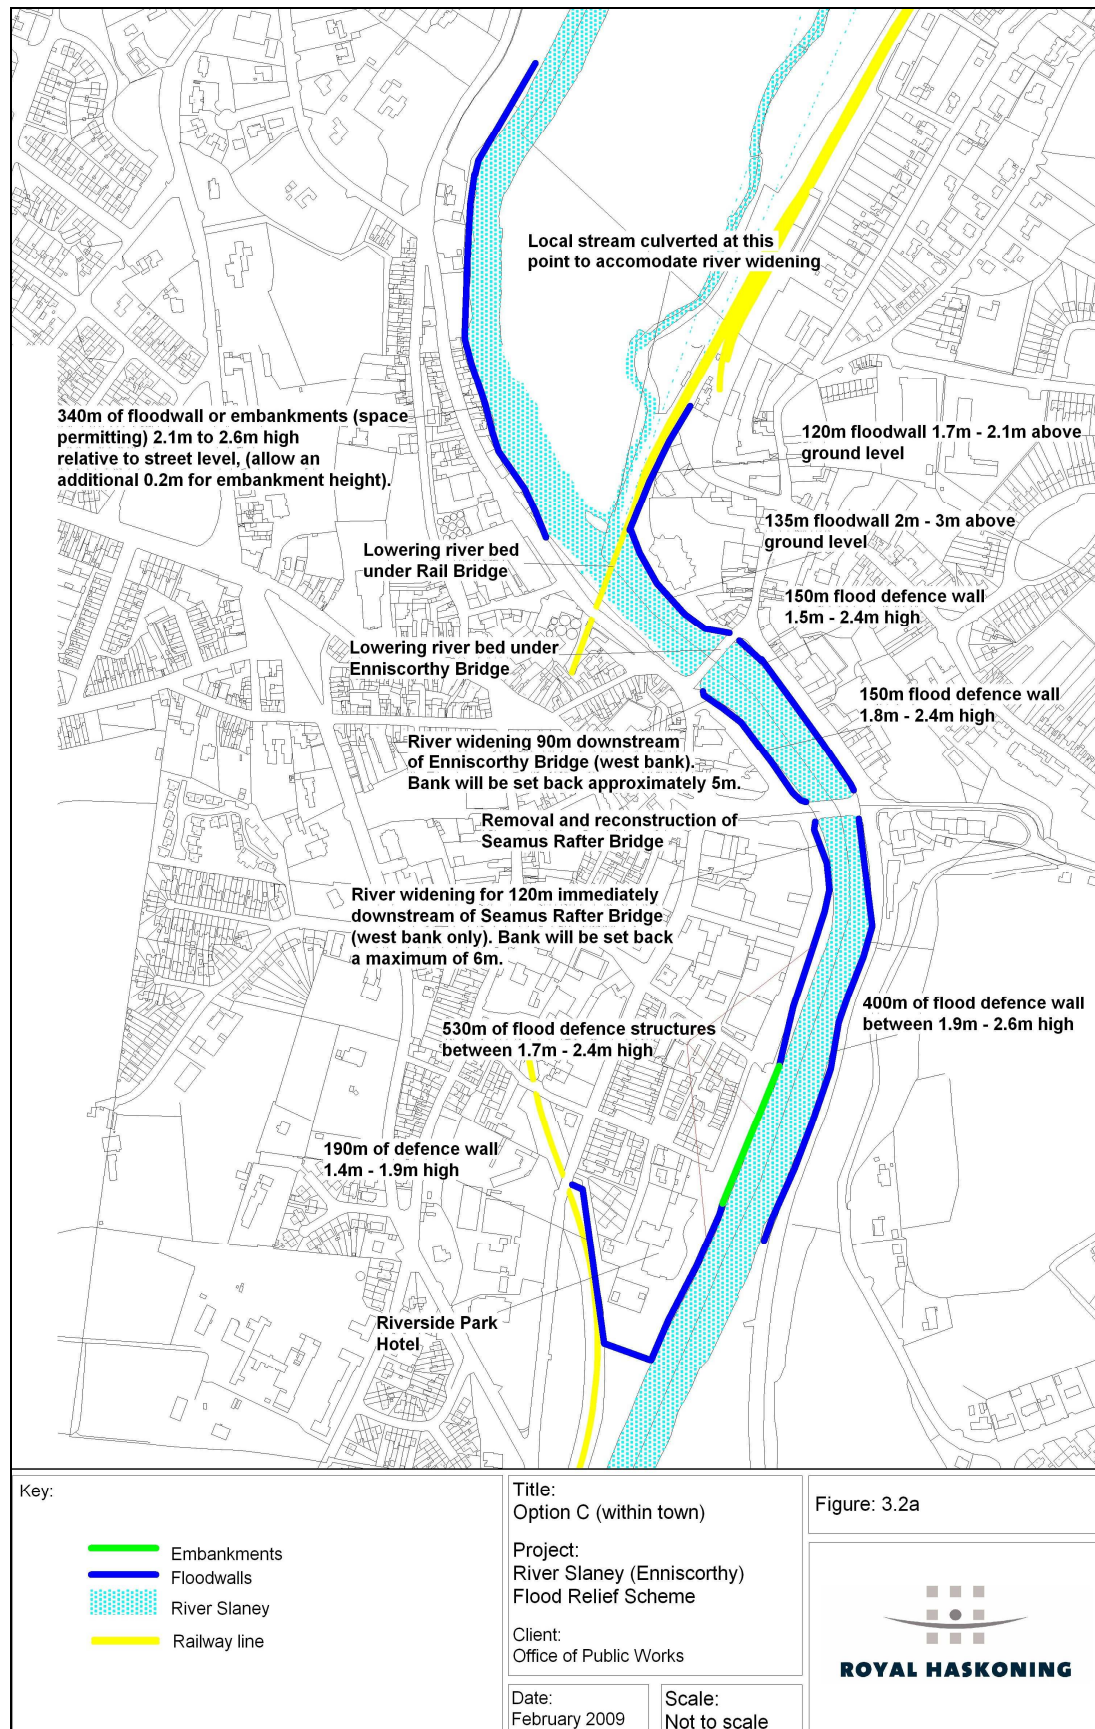 Local stream culverted at this
point to accomodate river widening
340m of floodwall or embankments (space
permitting) 2.1m to 2.6m high
relative to street level, (allow an
additional 0.2m for embankment height).
120m floodwall 1.7m - 2.1m above
ground level
135m floodwall 2m - 3m above
ground level
Lowering river bed
under Rail Bridge
150m flood defence wall
1.5m - 2.4m high
Lowering river bed under
Enniscorthy Bridge
150m flood defence wall
1.8m - 2.4m high
River widening 90m downstream
of Enniscorthy Bridge (west bank).
Bank will be set back approximately 5m.
Removal and reconstruction of
Seamus Rafter Bridge
River widening for 120m immediately
downstream of Seamus Rafter Bridge
(west bank only). Bank will be set back
a maximum of 6m.
400m of flood defence wall
between 1.9m - 2.6m high
530m of flood defence structures
between 1.7m - 2.4m high
190m of defence wall
1.4m - 1.9m high
Riverside Park
Hotel
Key:
Embankments
Floodwalls
River Slaney
Railway line
Title:
Option C (within town)
Project:
River Slaney (Enniscorthy)
Flood Relief Scheme
Client:
Office of Public Works
Date:
February 2009
Scale:
Not to scale
Figure: 3.2a
ROYAL HASKONING